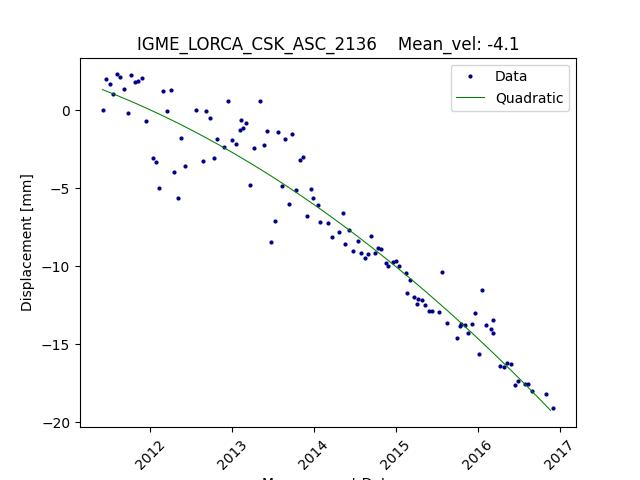 IGME_LORCA_CSK_ASC_2136    Mean_vel: -4.1
Data
Quadratic
Displacement [mm]
0
−5
−10
−15
−20
2012
2013
2014
2015
2016
2017